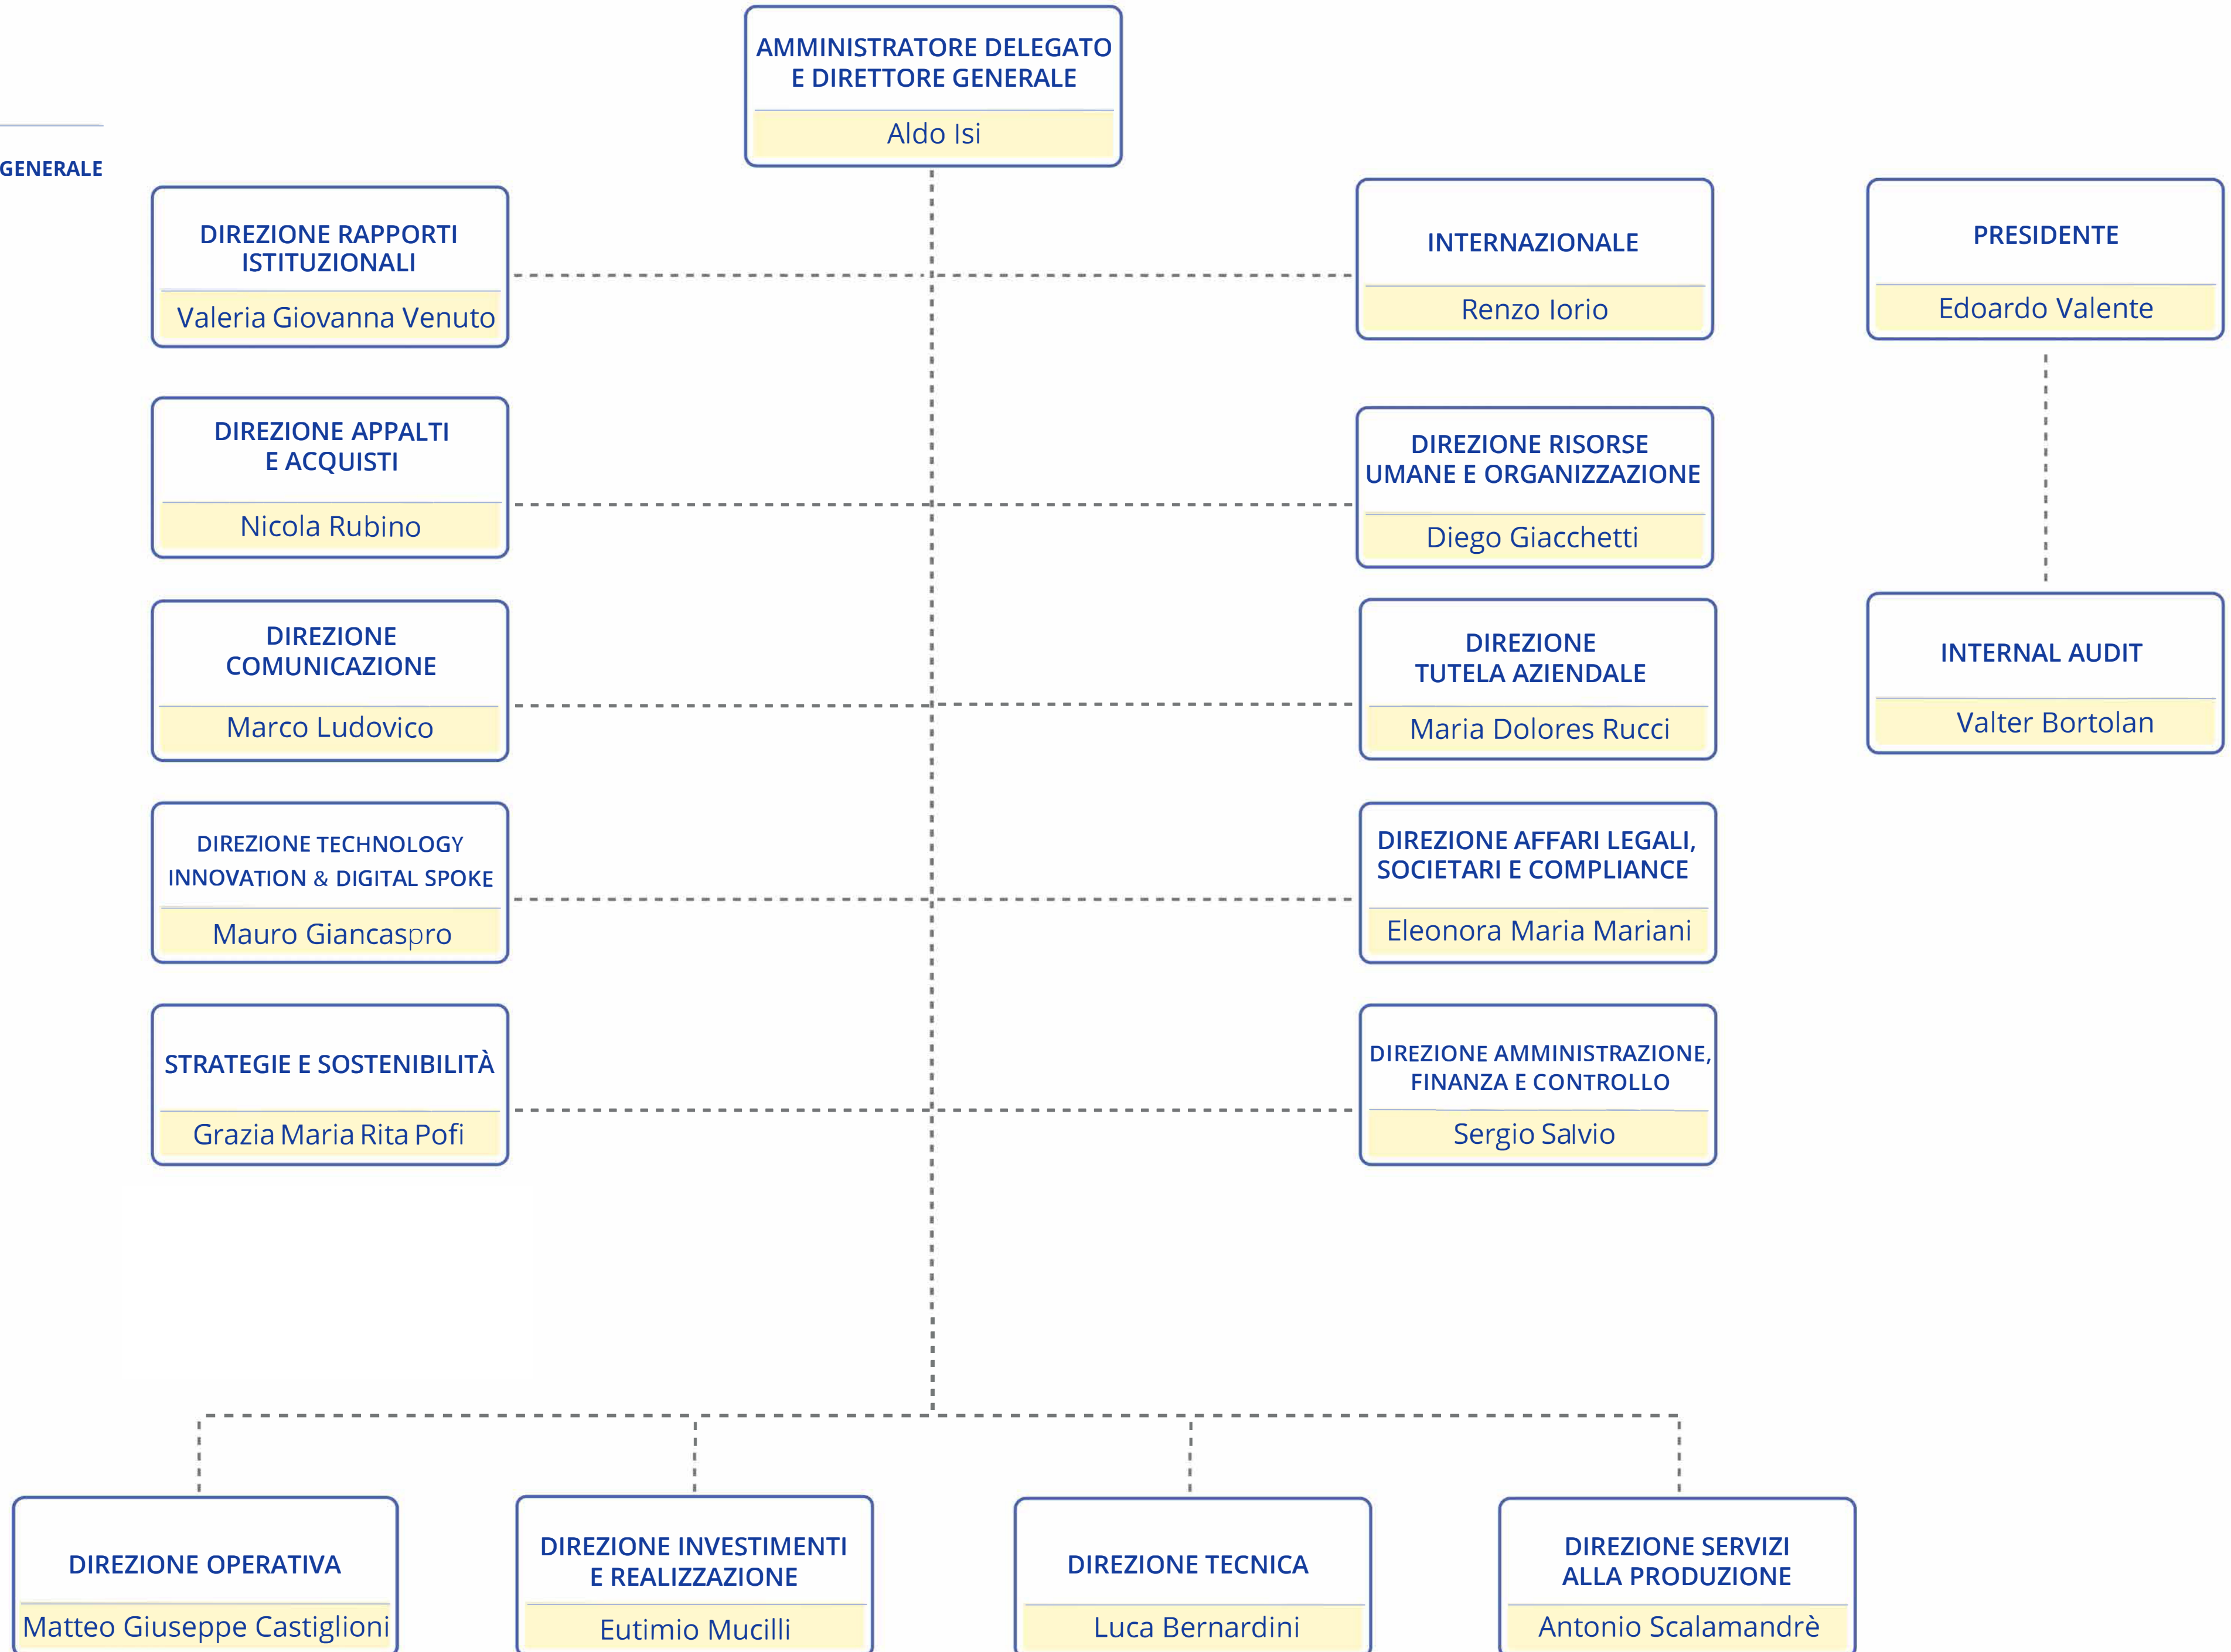 AMMINISTRATORE DELEGATO
E DIRETTORE GENERALE
Aldo Isi
GENERALE
DIREZIONE RAPPORTI
ISTITUZIONALI
Valeria Giovanna Venuto
INTERNAZIONALE
Renzo Iorio
PRESIDENTE
Edoardo Valente
DIREZIONE APPALTI
E ACQUISTI
Nicola Rubino
DIREZIONE RISORSE
UMANE E ORGANIZZAZIONE
Diego Giacchetti
DIREZIONE
COMUNICAZIONE
Marco Ludovico
DIREZIONE
TUTELA AZIENDALE
Maria Dolores Rucci
INTERNAL AUDIT
Valter Bortolan
DIREZIONE TECHNOLOGY
INNOVATION & DIGITAL SPOKE
Mauro Giancaspro
DIREZIONE AFFARI LEGALI,
SOCIETARI E COMPLIANCE
Eleonora Maria Mariani
STRATEGIE E SOSTENIBILITÀ
Grazia Maria Rita Pofi
DIREZIONE AMMINISTRAZIONE,
FINANZA E CONTROLLO
Sergio Salvio
DIREZIONE OPERATIVA
Matteo Giuseppe Castiglioni
DIREZIONE INVESTIMENTI
E REALIZZAZIONE
Eutimio Mucilli
DIREZIONE TECNICA
Luca Bernardini
DIREZIONE SERVIZI
ALLA PRODUZIONE
Antonio Scalamandrè